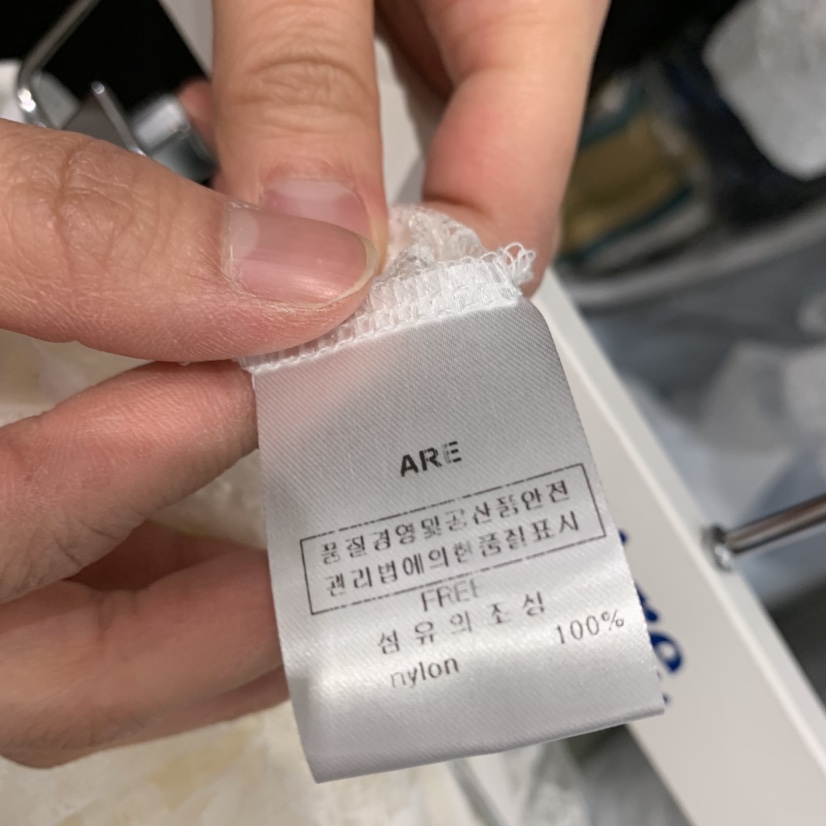 ARE
품질경영및공산품안전
관리법에의한품질표시
FREE
섬유의 조성
nylon 100%